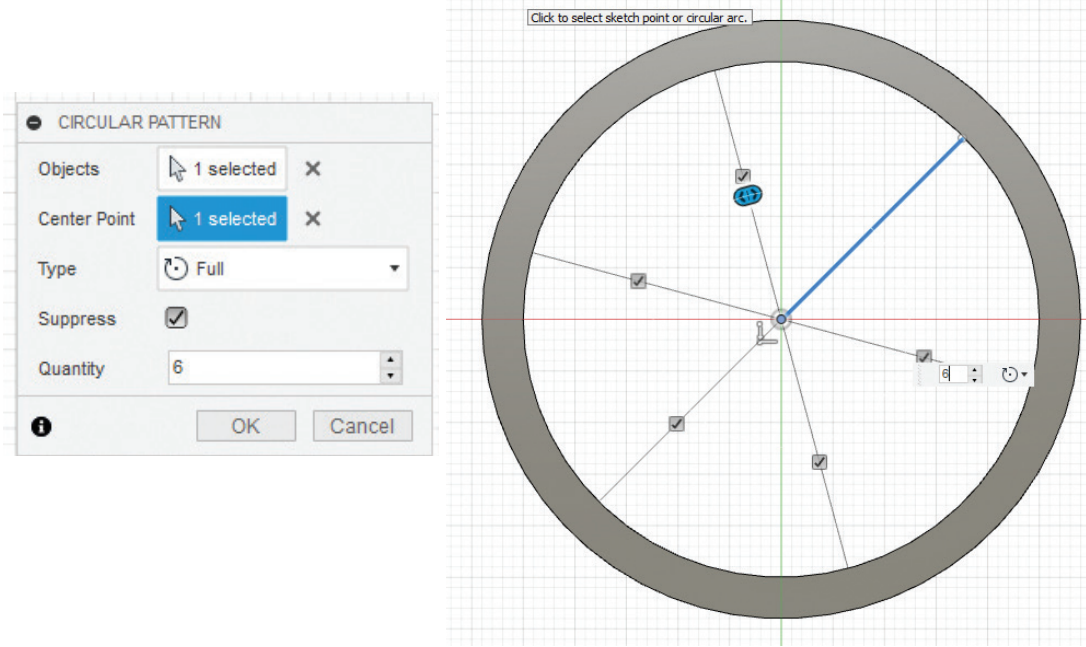 Click to select sketch point or circular arc.
CIRCULAR PATTERN
Objects 1 selected
Center Point 1 selected
Type Full
Suppress
Quantity 6
OK Cancel
6